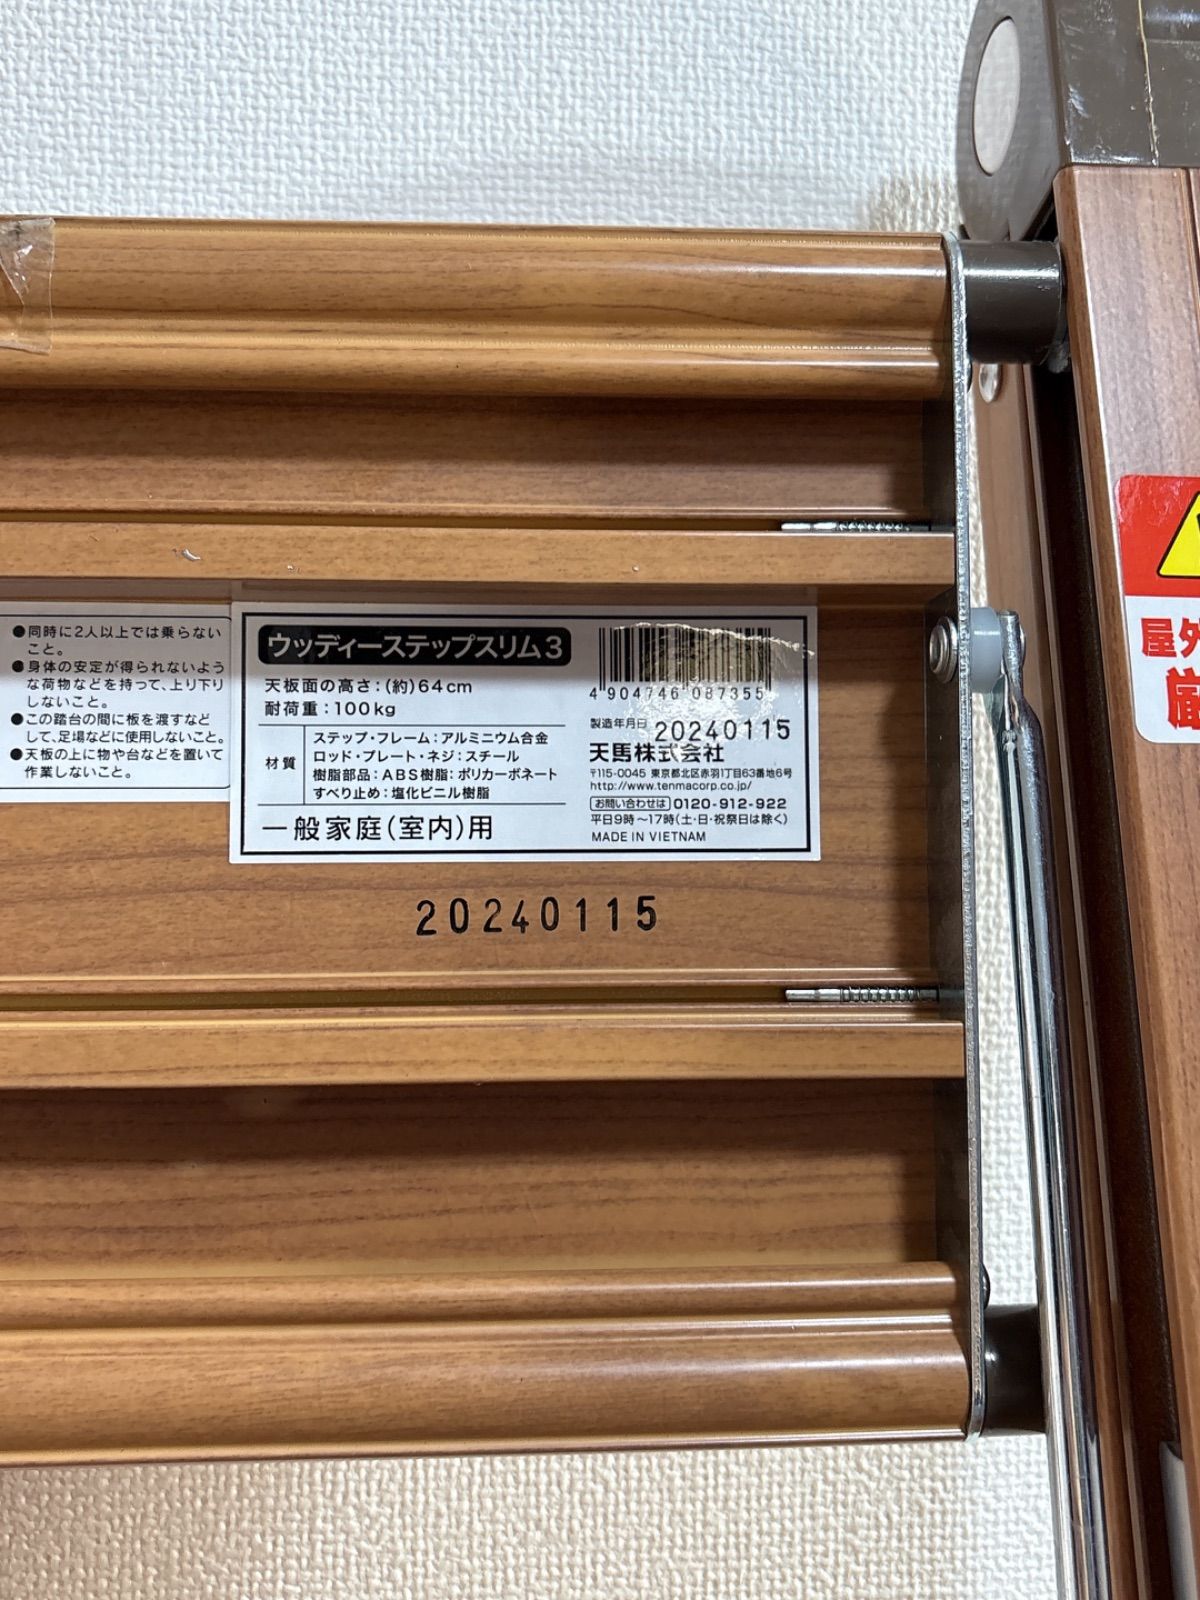 ●同時に2人以上では乗らない
こと。
●身体の安定が得られないよう
な荷物などを持って、上り下り
しないこと。
●この踏台の間に板を渡すなど
して、足場などに使用しないこと。
●天板の上に物や台などを置いて
作業しないこと。
ウッディーステップスリム3
天板面の高さ：(約)64cm
耐荷重：100kg
材質
ステップ・フレーム：アルミニウム合金
ロッド・プレート・ネジ：スチール
樹脂部品：ABS樹脂：ポリカーボネート
すべり止め：塩化ビニル樹脂
一般家庭(室内)用
4 904746 087355
製造年月日 20240115
天馬株式会社
〒115-0045 東京都北区赤羽1丁目63番地6号
http://www.tenmacorp.co.jp/
お問い合わせは 0120-912-922
平日9時〜17時(土・日・祝祭日は除く)
MADE IN VIETNAM
20240115
屋外